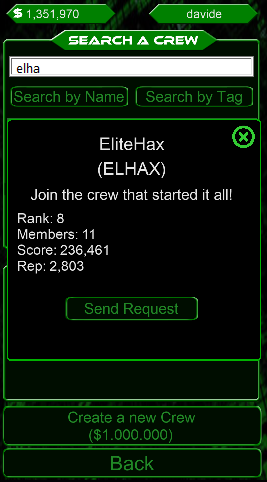 $ 1,351,970
davide
SEARCH A CREW
elha
Search by Name
Search by Tag
EliteHax
(ELHAX)
Join the crew that started it all!
Rank: 8
Members: 11
Score: 236,461
Rep: 2,803
Send Request
Create a new Crew
($1.000.000)
Back